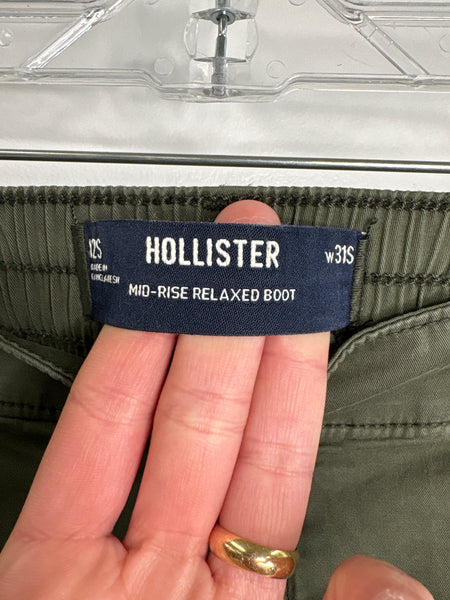 12S
HOLLISTER
W31S
MADE IN
BANGLADESH
MID-RISE RELAXED BOOT